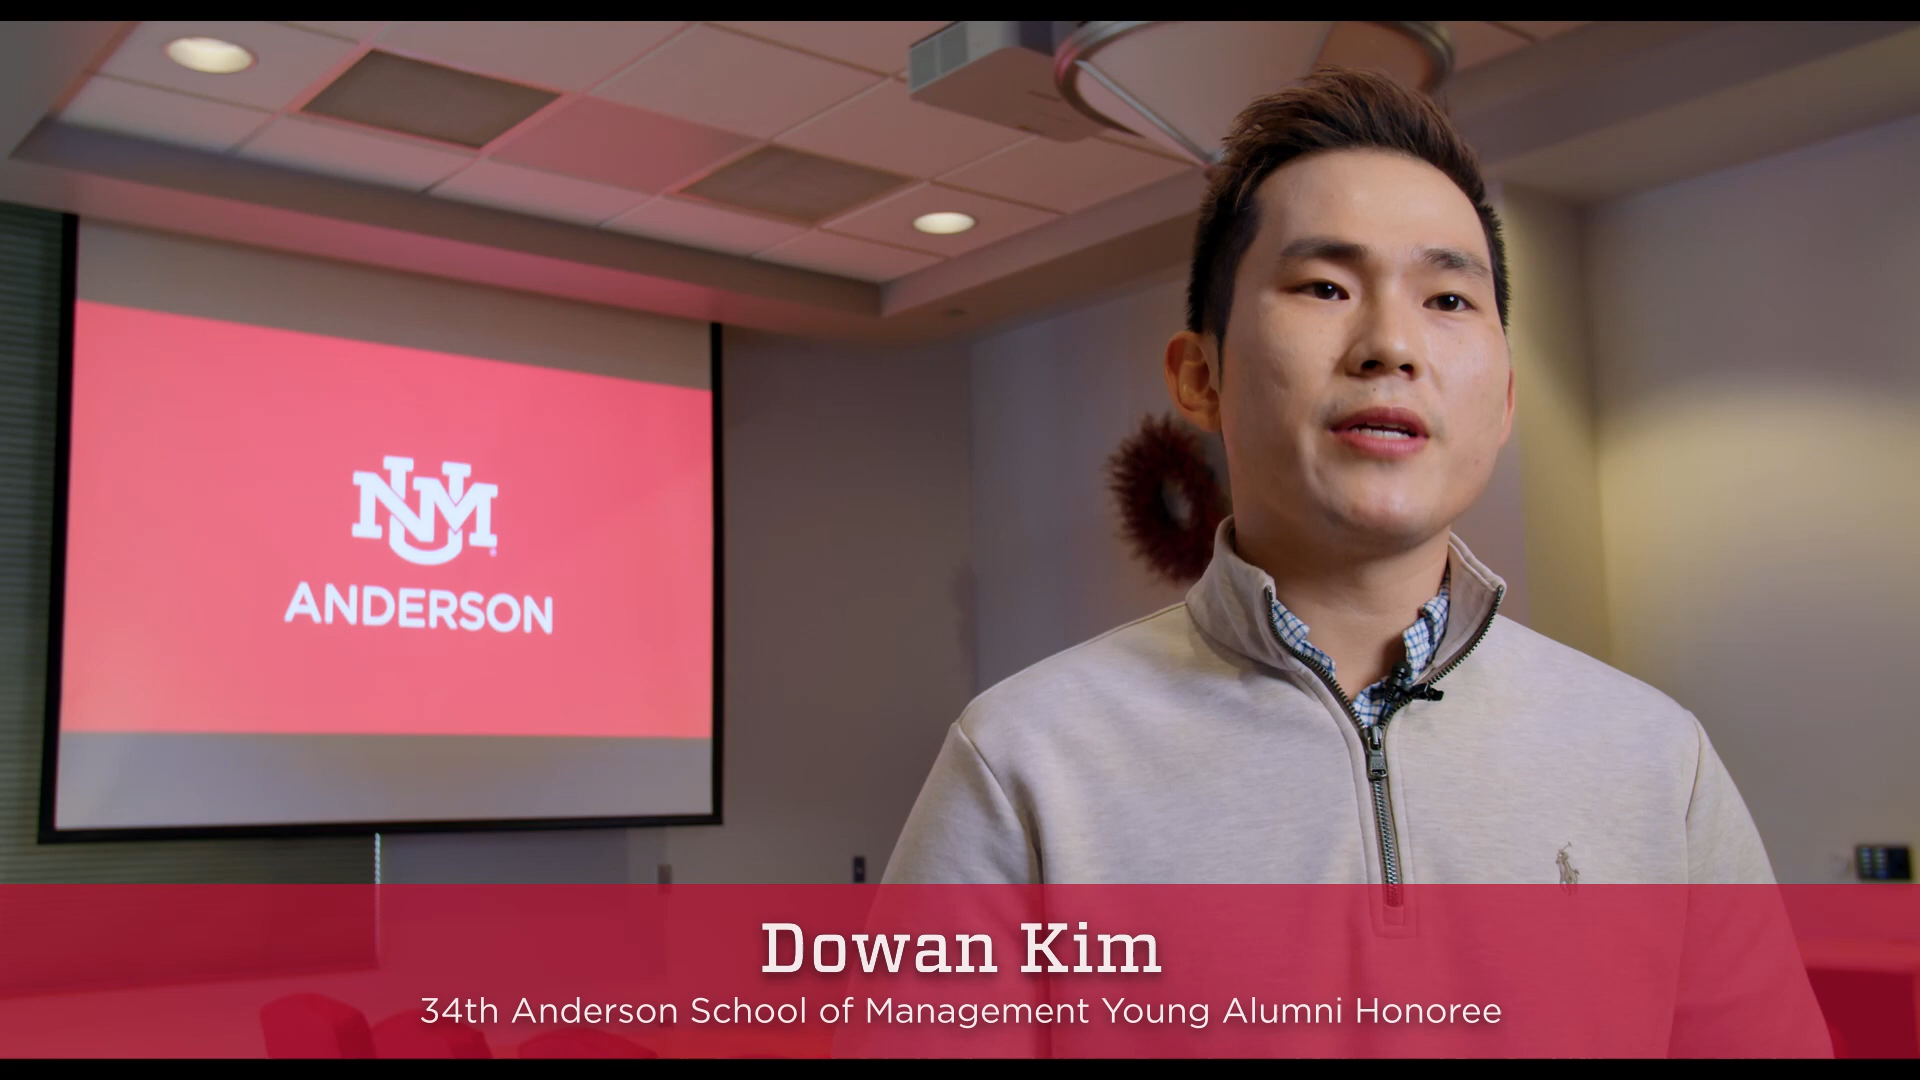 UNM
ANDERSON
Dowan Kim
34th Anderson School of Management Young Alumni Honoree